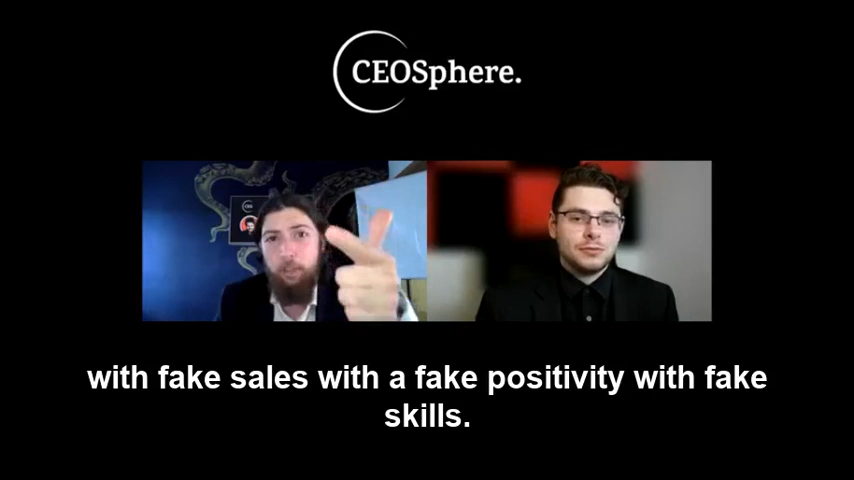 CEOSphere.
with fake sales with a fake positivity with fake
skills.